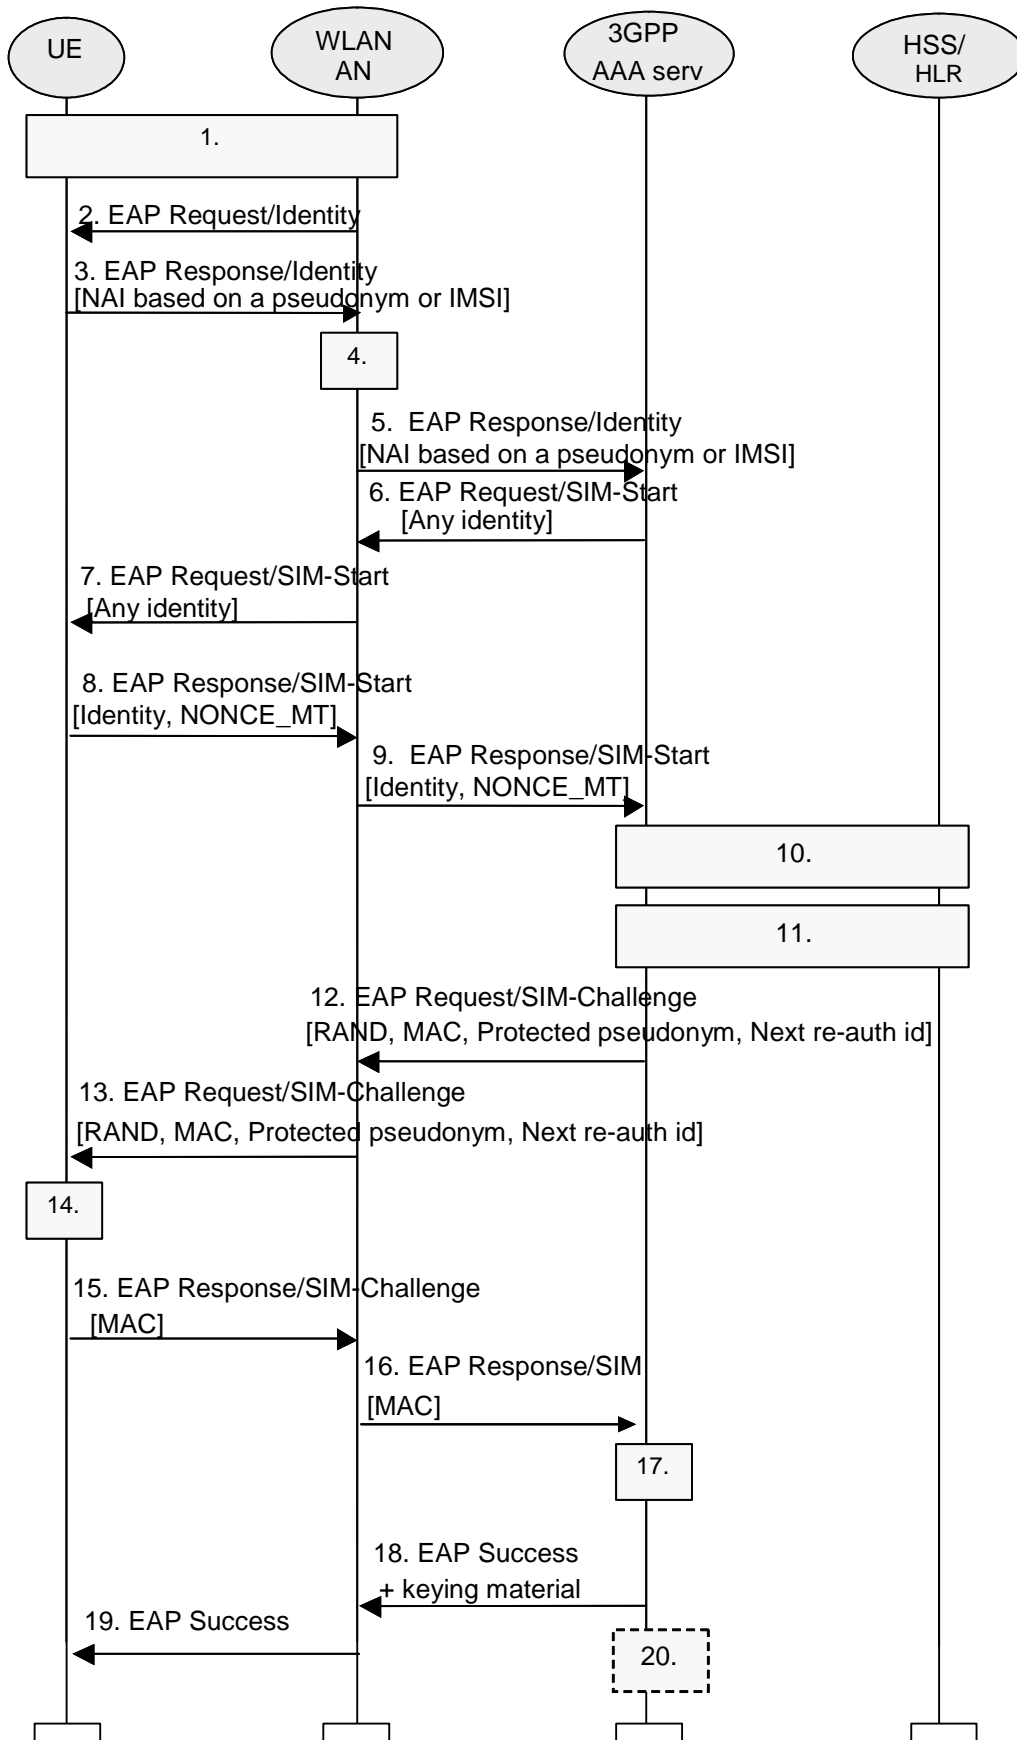 UE
WLAN
AN
3GPP
AAA serv
HSS/
HLR
1.
2. EAP Request/Identity
3. EAP Response/Identity
[NAI based on a pseudonym or IMSI]
4.
5. EAP Response/Identity
[NAI based on a pseudonym or IMSI]
6. EAP Request/SIM-Start
[Any identity]
7. EAP Request/SIM-Start
[Any identity]
8. EAP Response/SIM-Start
[Identity, NONCE_MT]
9. EAP Response/SIM-Start
[Identity, NONCE_MT]
10.
11.
12. EAP Request/SIM-Challenge
[RAND, MAC, Protected pseudonym, Next re-auth id]
13. EAP Request/SIM-Challenge
[RAND, MAC, Protected pseudonym, Next re-auth id]
14.
15. EAP Response/SIM-Challenge
[MAC]
16. EAP Response/SIM
[MAC]
17.
18. EAP Success
+ keying material
19. EAP Success
20.